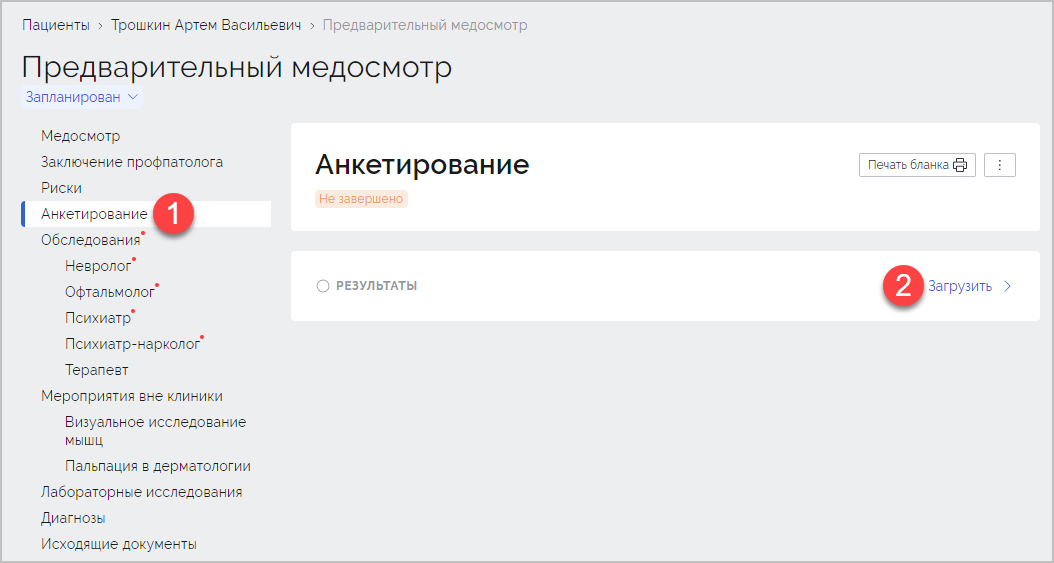 Пациенты > Трошкин Артем Васильевич > Предварительный медосмотр
Предварительный медосмотр
Запланирован
Медосмотр
Заключение профпатолога
Риски
Анкетирование 1
Обследования
Невролог
Офтальмолог
Психиатр
Психиатр-нарколог
Терапевт
Мероприятия вне клиники
Визуальное исследование
мышц
Пальпация в дерматологии
Лабораторные исследования
Диагнозы
Исходящие документы
Анкетирование
Печать бланка
Не завершено
РЕЗУЛЬТАТЫ
2 Загрузить >